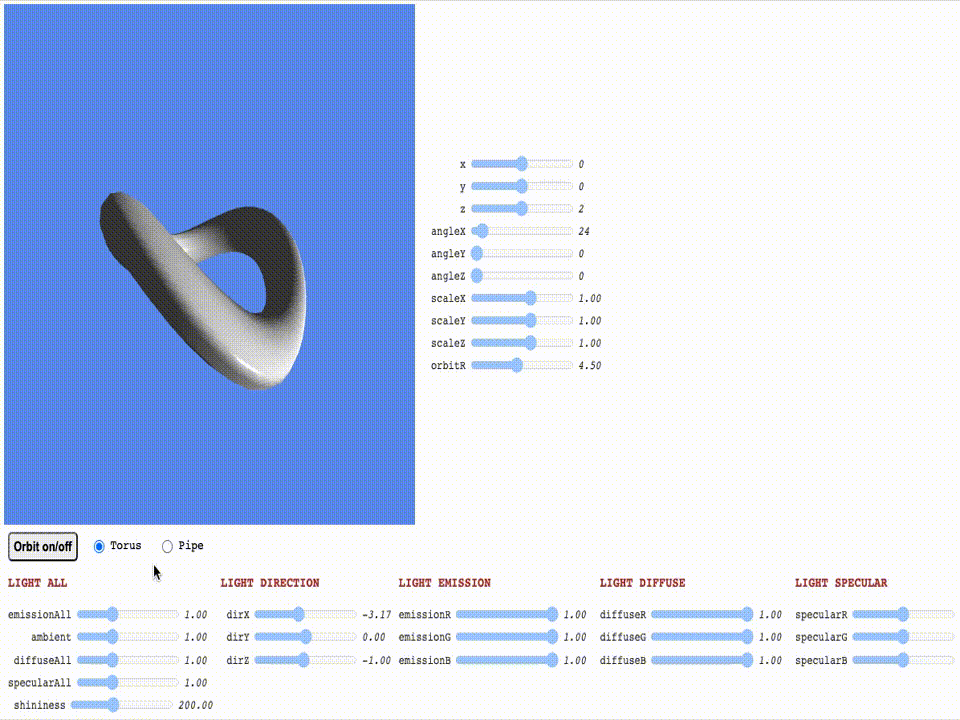 x 0
y 0
z 2
angleX 24
angleY 0
angleZ 0
scaleX 1.00
scaleY 1.00
scaleZ 1.00
orbitR 4.50
Orbit on/off Torus Pipe
LIGHT ALL LIGHT DIRECTION LIGHT EMISSION LIGHT DIFFUSE LIGHT SPECULAR
emissionAll 1.00 dirX -3.17 emissionR 1.00 diffuseR 1.00 specularR
ambient 1.00 dirY 0.00 emissionG 1.00 diffuseG 1.00 specularG
diffuseAll 1.00 dirZ -1.00 emissionB 1.00 diffuseB 1.00 specularB
specularAll 1.00
shininess 200.00